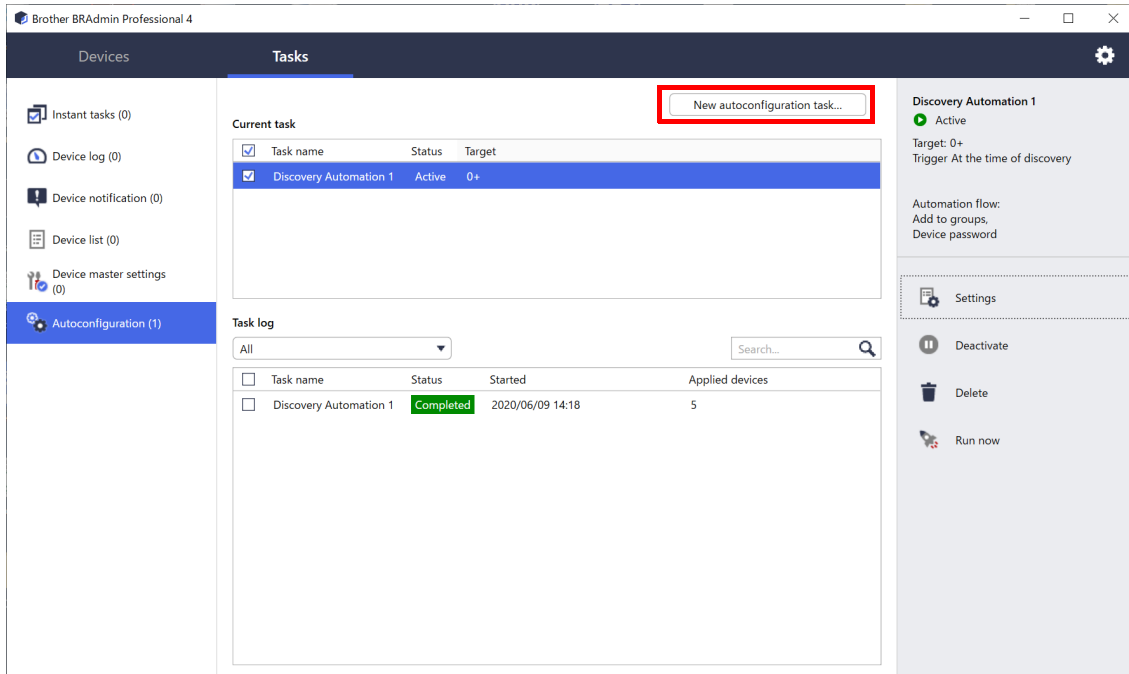 Brother BRAdmin Professional 4
Devices
Tasks
Instant tasks (0)
Device log (0)
Device notification (0)
Device list (0)
Device master settings
(0)
Autoconfiguration (1)
New autoconfiguration task...
Current task
Task name Status Target
Discovery Automation 1 Active 0+
Task log
All
Search...
Task name Status Started Applied devices
Discovery Automation 1 Completed 2020/06/09 14:18 5
Discovery Automation 1
Active
Target: 0+
Trigger At the time of discovery
Automation flow:
Add to groups,
Device password
Settings
Deactivate
Delete
Run now